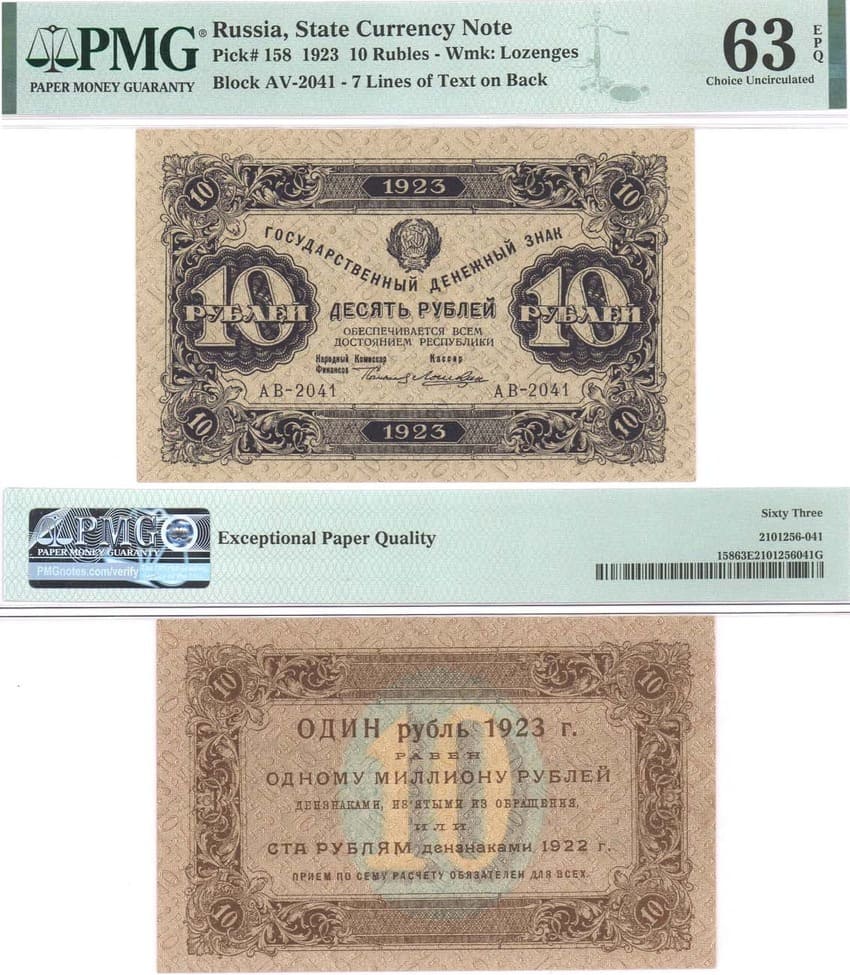 PMG®
PAPER MONEY GUARANTY
Russia, State Currency Note
Pick# 158 1923 10 Rubles - Wmk: Lozenges
Block AV-2041 - 7 Lines of Text on Back
63
EPQ
Choice Uncirculated
10 1923 10
ГОСУДАРСТВЕННЫЙ ДЕНЕЖНЫЙ ЗНАК
10 РУБЛЕЙ
ДЕСЯТЬ РУБЛЕЙ
10 РУБЛЕЙ
ОБЕСПЕЧИВАЕТСЯ ВСЕМ
ДОСТОЯНИЕМ РЕСПУБЛИКИ
Народный Комиссар Кассир
Финансов
АВ-2041 АВ-2041
10 1923 10
PMG
PAPER MONEY GUARANTY
PMGnotes.com/verify
Exceptional Paper Quality
Sixty Three
2101256-041
15863E2101256041G
10 10
10
ОДИН рубль 1923 г.
РАВЕН
ОДНОМУ МИЛЛИОНУ РУБЛЕЙ
ДЕНЗНАКАМИ, ИЗ'ЯТЫМИ ИЗ ОБРАЩЕНИЯ,
ИЛИ
СТА РУБЛЯМ дензнаками 1922 г.
ПРИЕМ ПО СЕМУ РАСЧЕТУ ОБЯЗАТЕЛЕН ДЛЯ ВСЕХ.
10 10